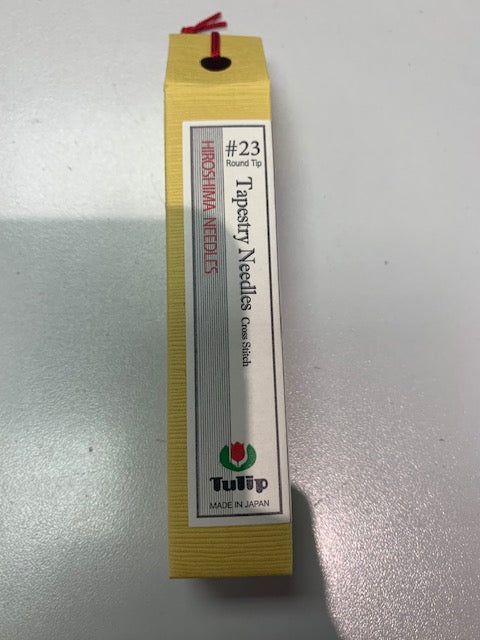 #23
Round Tip
HIROSHIMA NEEDLES
Tapestry Needles Cross Stitch
Tulip
MADE IN JAPAN